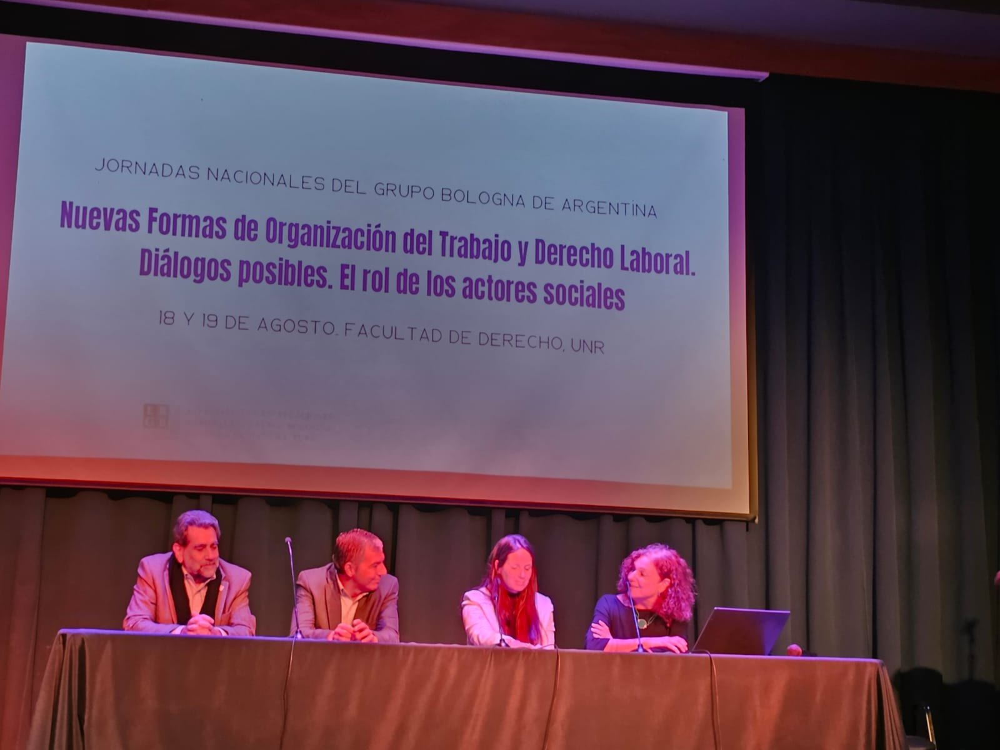 JORNADAS NACIONALES DEL GRUPO BOLOGNA DE ARGENTINA
Nuevas Formas de Organización del Trabajo y Derecho Laboral.
Diálogos posibles. El rol de los actores sociales
18 Y 19 DE AGOSTO. FACULTAD DE DERECHO, UNR